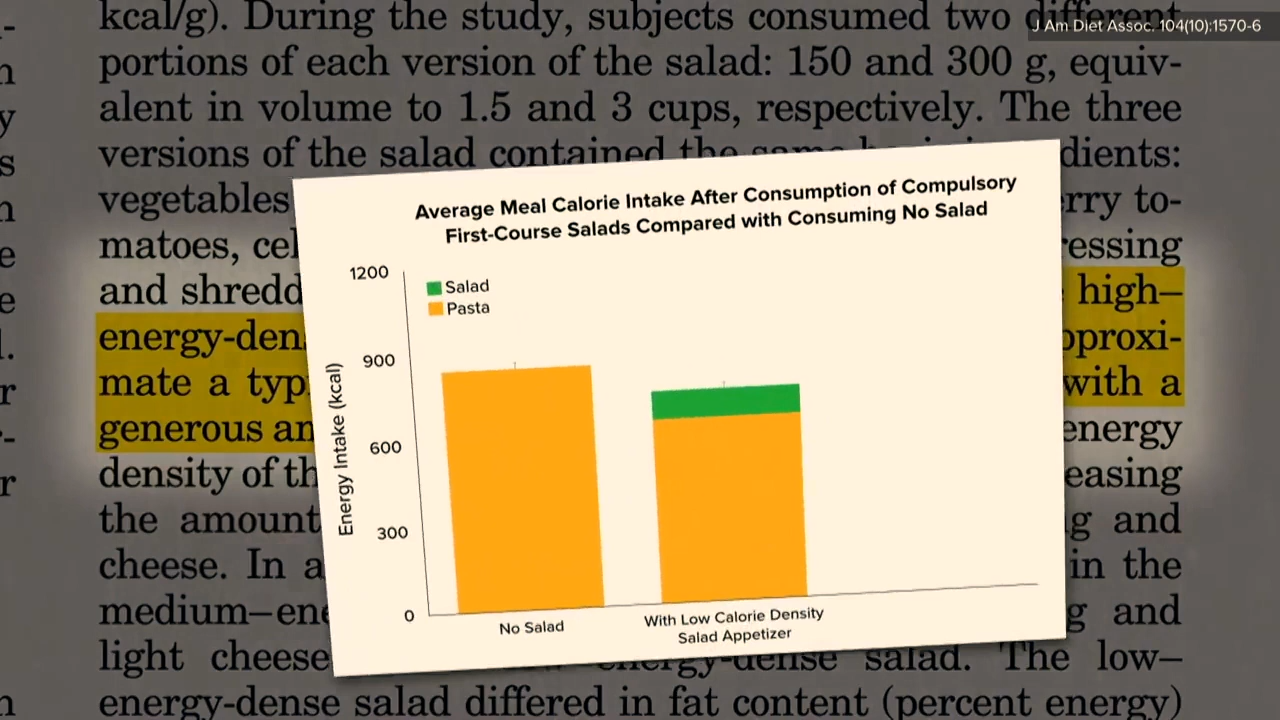 kcal/g). During the study, subjects consumed two different
J Am Diet Assoc. 104(10):1570-6
portions of each version of the salad: 150 and 300 g, equiv-
alent in volume to 1.5 and 3 cups, respectively. The three
versions of the salad contained the same dients:
vegetables rry to-
matoes, cel ressing
and shredd high–
energy-den pproxi-
mate a typ with a
generous an energy
density of th easing
the amount g and
cheese. In a in the
medium–ene g and
light cheese energy-dense salad. The low–
energy-dense salad differed in fat content (percent energy)
Average Meal Calorie Intake After Consumption of Compulsory
First-Course Salads Compared with Consuming No Salad
Salad
Pasta
Energy Intake (kcal)
1200
900
600
300
0
No Salad
With Low Calorie Density
Salad Appetizer